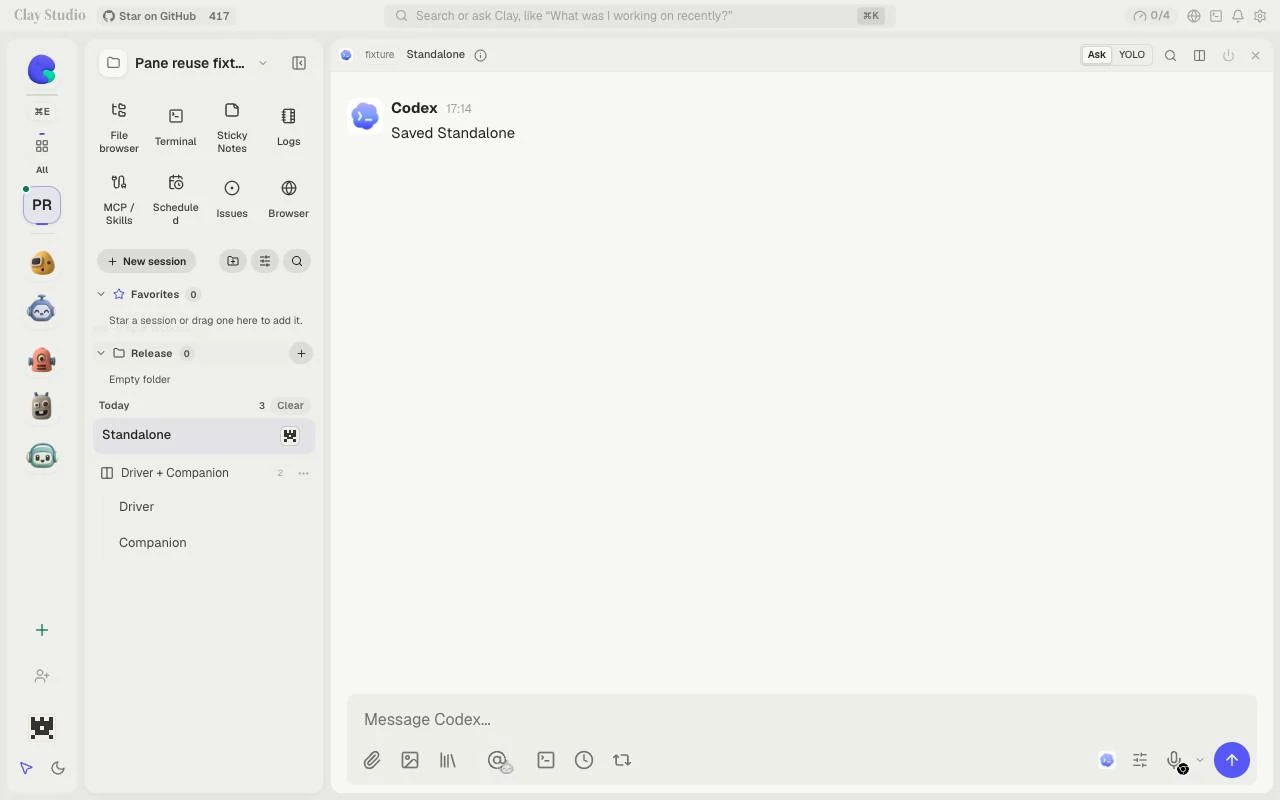 Clay Studio
Star on GitHub 417
Search or ask Clay, like “What was I working on recently?”
⌘K
0/4
⌘E
All
PR
Pane reuse fixt...
File browser
Terminal
Sticky Notes
Logs
MCP / Skills
Scheduled
Issues
Browser
New session
Favorites 0
Star a session or drag one here to add it.
Release 0
Empty folder
Today 3 Clear
Standalone
Driver + Companion 2
Driver
Companion
fixture Standalone
Ask YOLO
Codex 17:14
Saved Standalone
Message Codex...